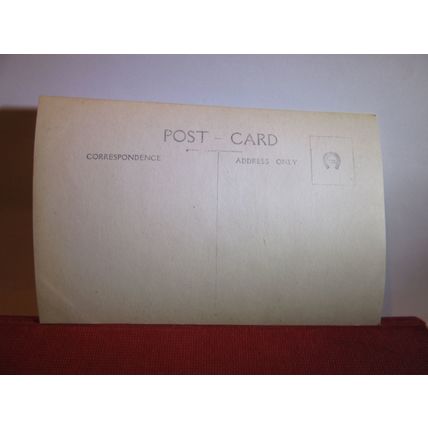 POST - CARD
CORRESPONDENCE
ADDRESS ONLY